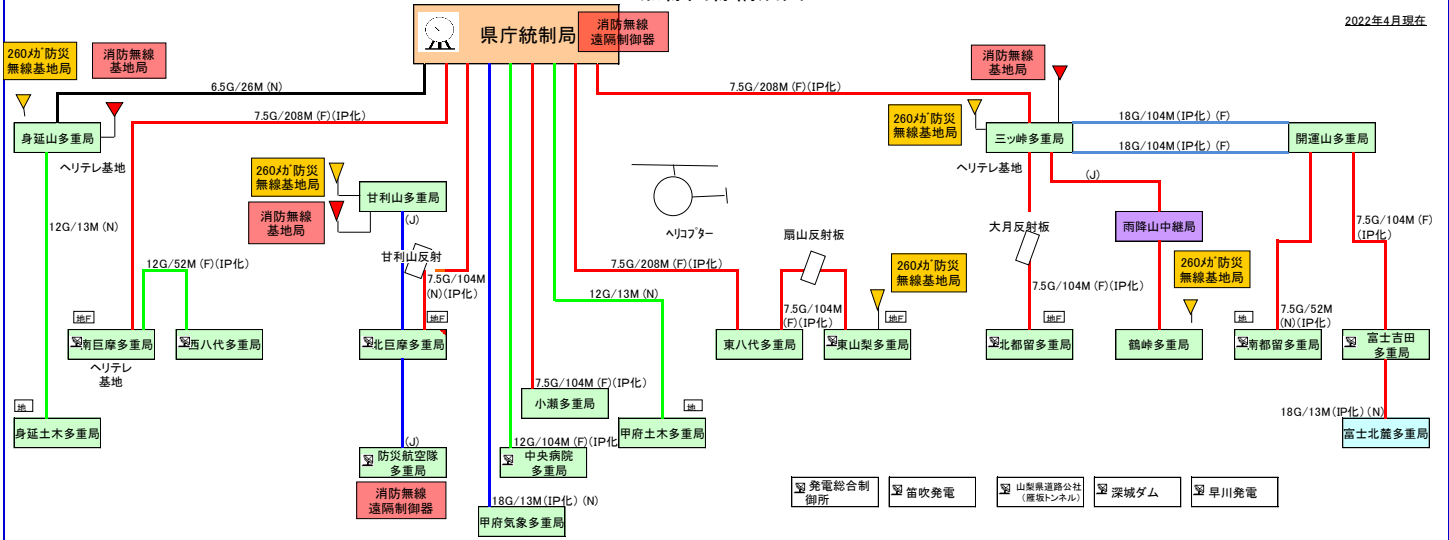 2022年4月現在
県庁統制局
消防無線
遠隔制御器
260ﾒｶﾞ防災
無線基地局
消防無線
基地局
6.5G/26M (N)
7.5G/208M (F)(IP化)
身延山多重局
ヘリテレ基地
12G/13M (N)
260ﾒｶﾞ防災
無線基地局
消防無線
基地局
甘利山多重局
(J)
甘利山反射
7.5G/104M
(N)(IP化)
12G/52M (F)(IP化)
地F
南巨摩多重局
西八代多重局
ヘリテレ
基地
地F
北巨摩多重局
地
身延土木多重局
(J)
防災航空隊
多重局
消防無線
遠隔制御器
7.5G/104M (F)(IP化)
小瀬多重局
12G/104M (F)(IP化
中央病院
多重局
18G/13M(IP化) (N)
甲府気象多重局
12G/13M (N)
地
甲府土木多重局
ﾍﾘｺﾌﾟﾀｰ
7.5G/208M (F)(IP化)
扇山反射板
7.5G/104M
(F)(IP化)
東八代多重局
260ﾒｶﾞ防災
無線基地局
地F
東山梨多重局
7.5G/208M (F)(IP化)
消防無線
基地局
260ﾒｶﾞ防災
無線基地局
三ッ峠多重局
ヘリテレ基地
18G/104M(IP化) (F)
18G/104M(IP化) (F)
開運山多重局
(J)
大月反射板
雨降山中継局
7.5G/104M (F)(IP化)
地F
北都留多重局
260ﾒｶﾞ防災
無線基地局
鶴峠多重局
7.5G/104M (F)
(IP化)
7.5G/52M
(N)(IP化)
地
南都留多重局
地
富士吉田
多重局
18G/13M(IP化) (N)
富士北麓多重局
発電総合制
御所
笛吹発電
山梨県道路公社
(雁坂トンネル)
深城ダム
早川発電